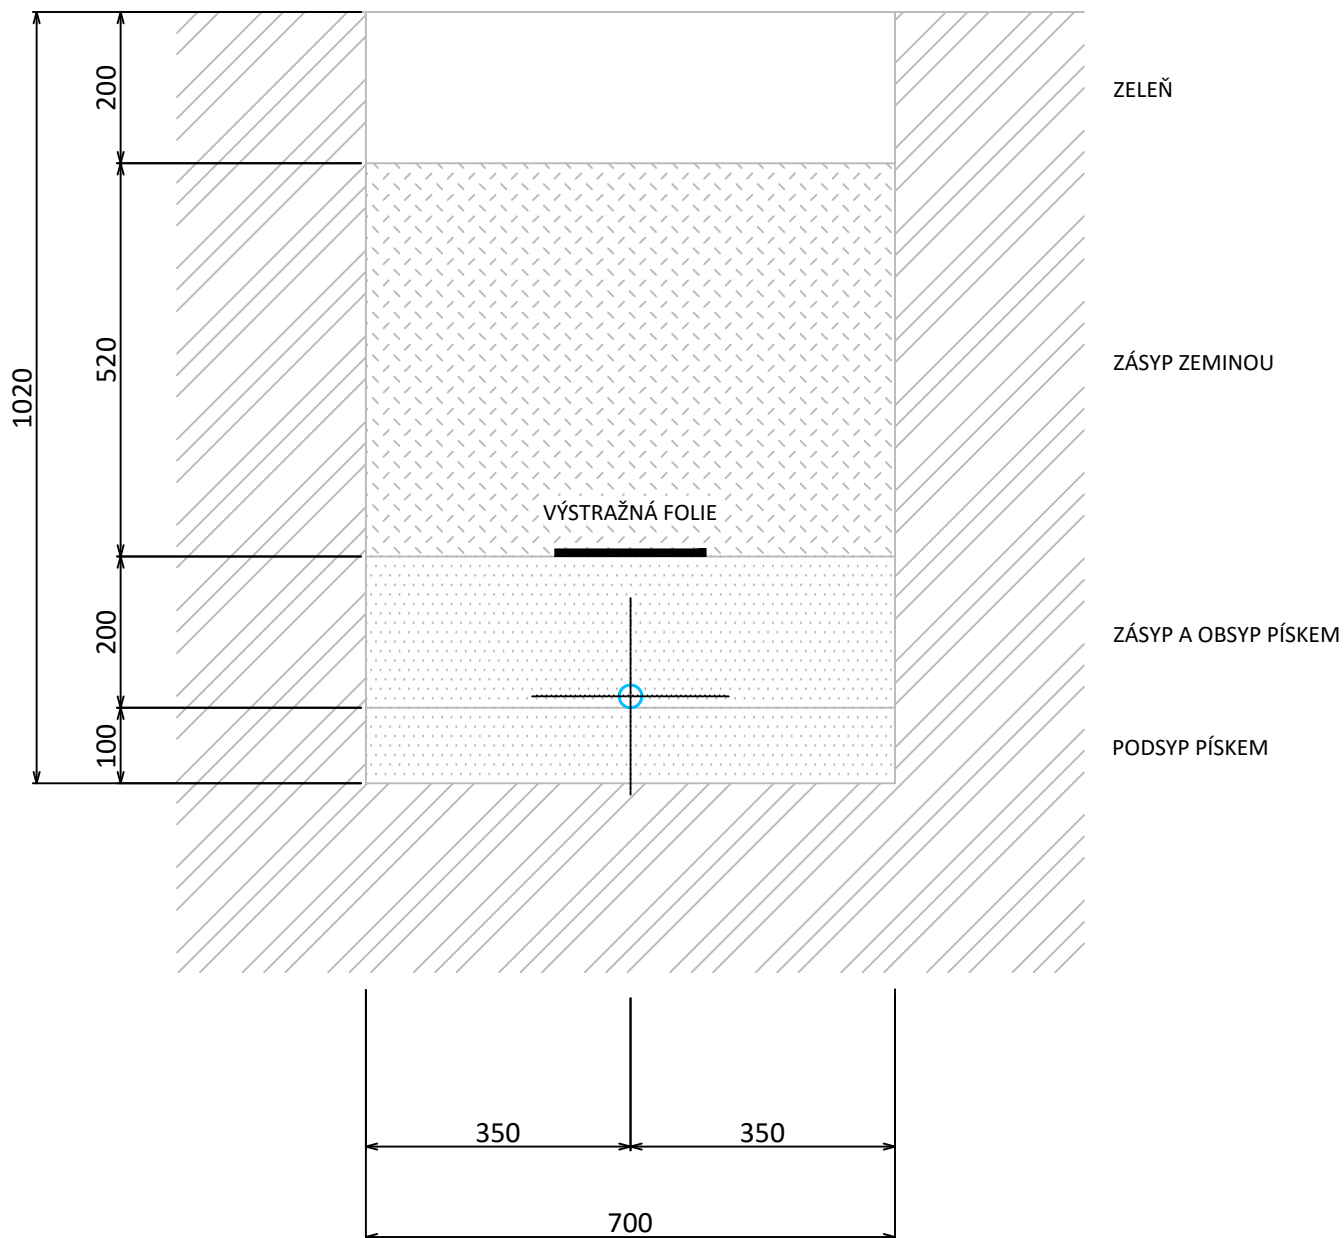 200
ZELEŇ
520
1020
ZÁSYP ZEMINOU
VÝSTRAŽNÁ FOLIE
200
ZÁSYP A OBSYP PÍSKEM
100
PODSYP PÍSKEM
350
350
700